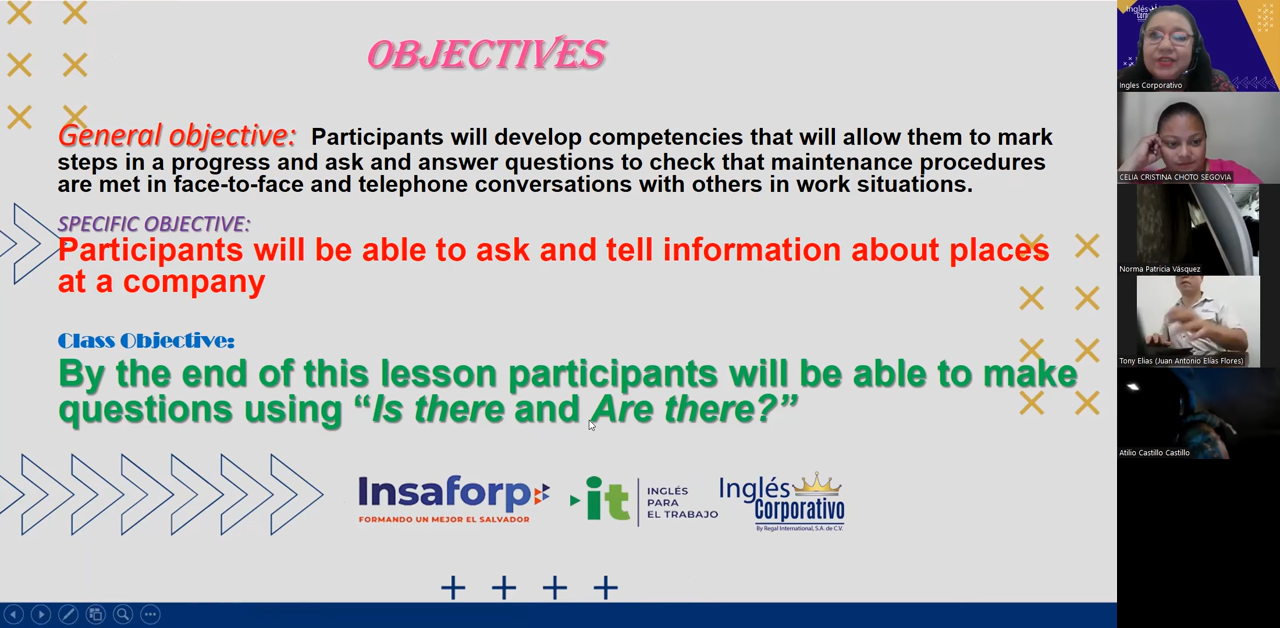 OBJECTIVES
General objective: Participants will develop competencies that will allow them to mark
steps in a progress and ask and answer questions to check that maintenance procedures
are met in face-to-face and telephone conversations with others in work situations.
SPECIFIC OBJECTIVE:
Participants will be able to ask and tell information about places
at a company
Class Objective:
By the end of this lesson participants will be able to make
questions using “Is there and Are there?”
Insaforp
FORMANDO UN MEJOR EL SALVADOR
it
INGLÉS
PARA
EL TRABAJO
Inglés
Corporativo
By Regal International, S.A. de C.V.
Inglés
Ingles Corporativo
CELIA CRISTINA CHOTO SEGOVIA
Norma Patricia Vásquez
Tony Elias (Juan Antonio Elías Flores)
Atilio Castillo Castillo